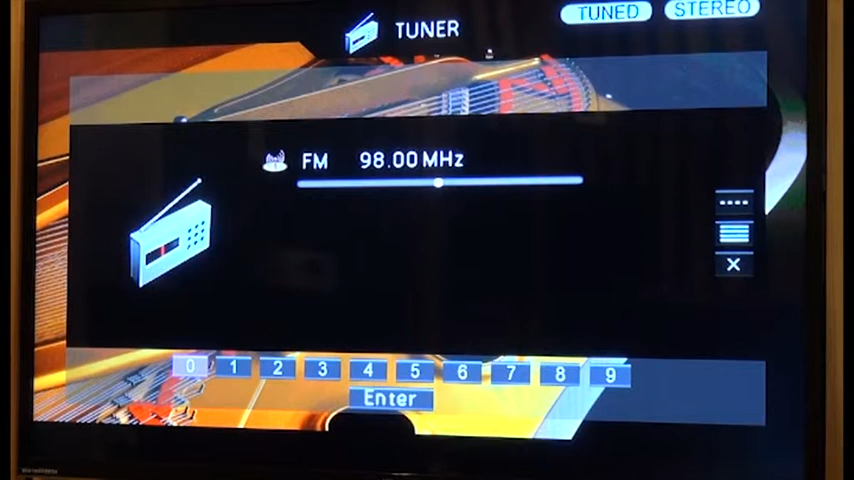 TUNER
TUNED STEREO
FM 98.00 MHz
0 1 2 3 4 5 6 7 8 9
Enter